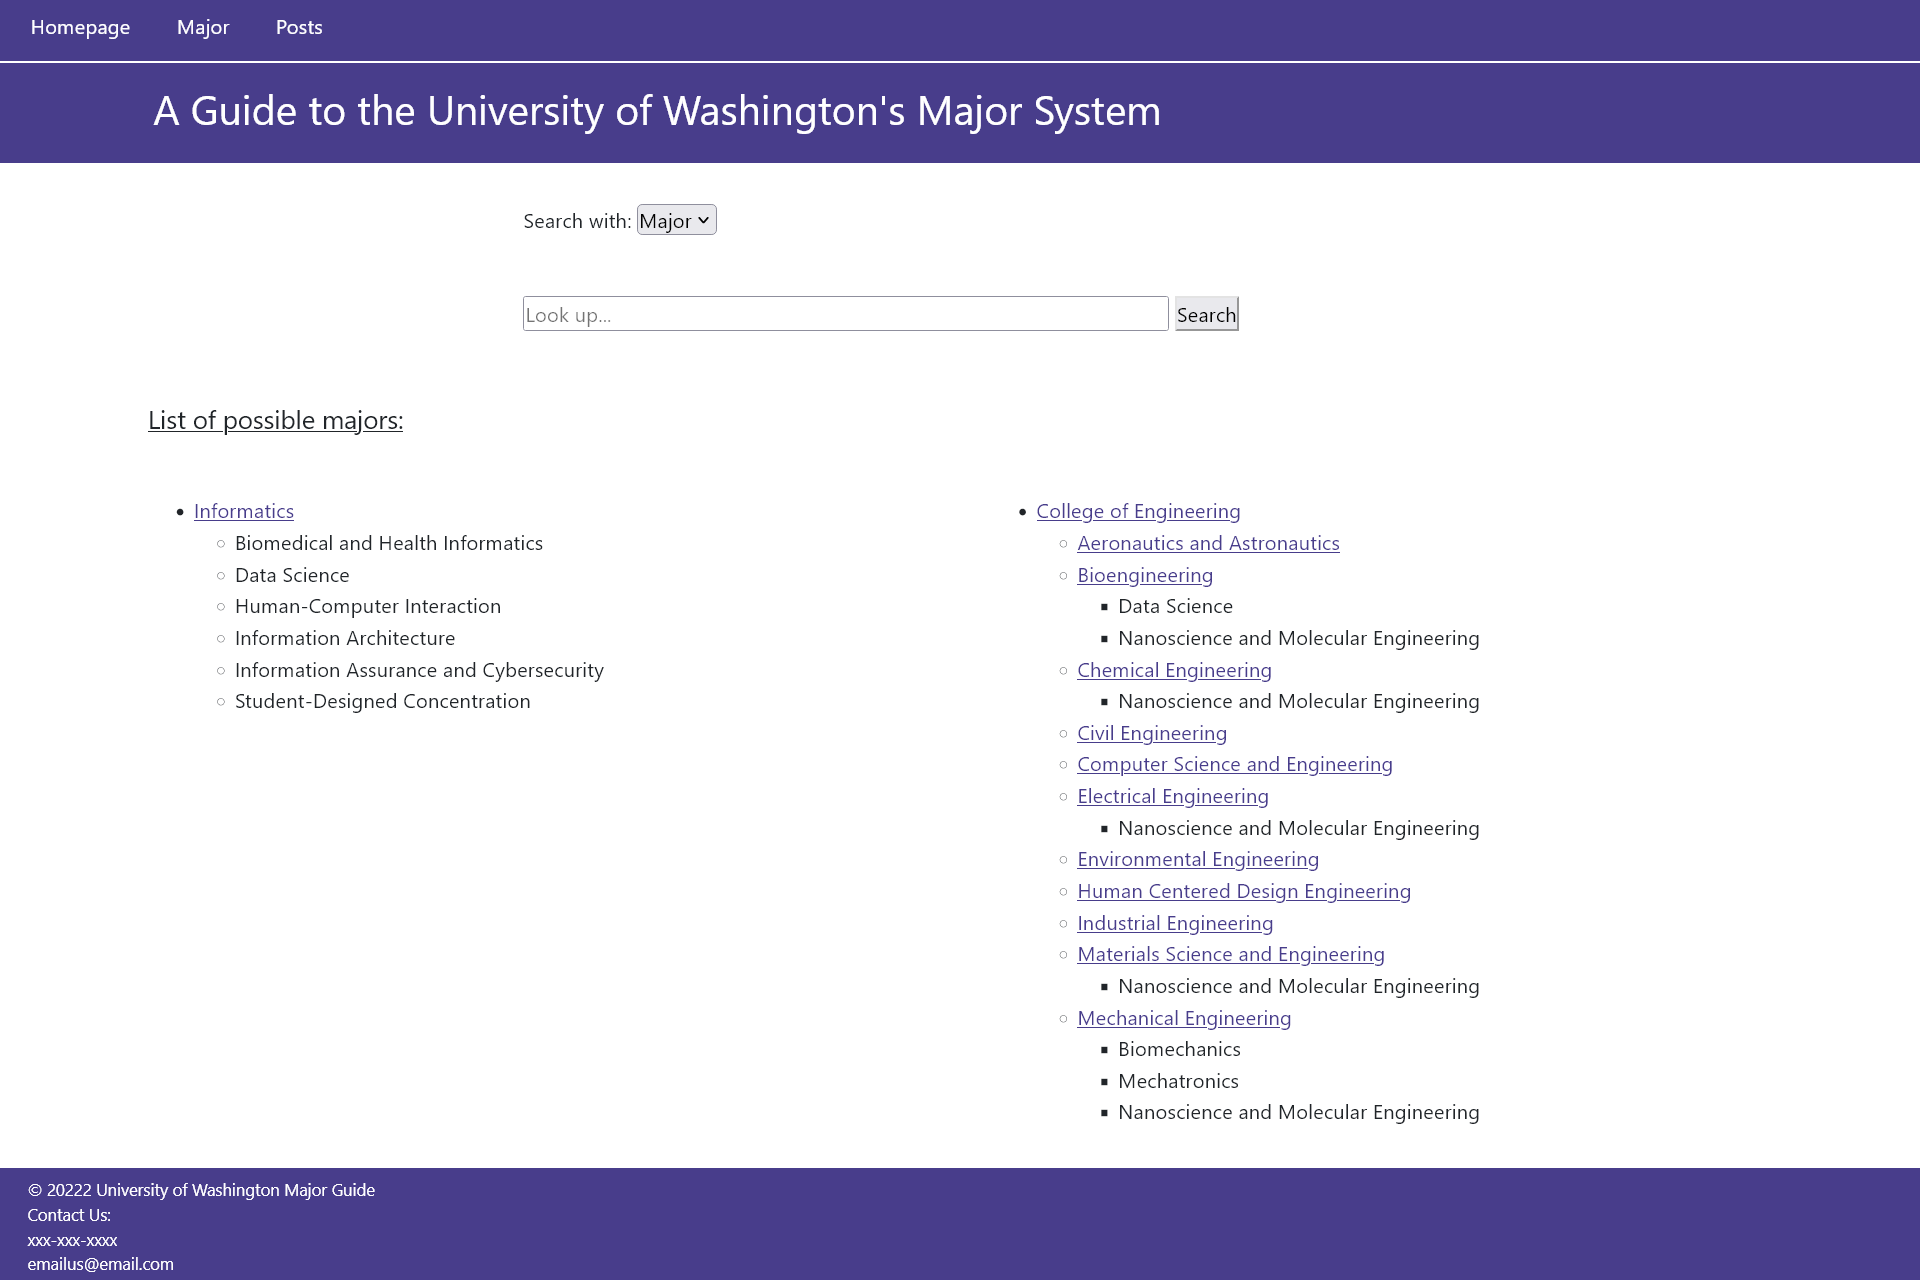 Homepage Major Posts
A Guide to the University of Washington's Major System
Search with: Major
Look up... Search
List of possible majors:
Informatics
Biomedical and Health Informatics
Data Science
Human-Computer Interaction
Information Architecture
Information Assurance and Cybersecurity
Student-Designed Concentration
College of Engineering
Aeronautics and Astronautics
Bioengineering
Data Science
Nanoscience and Molecular Engineering
Chemical Engineering
Nanoscience and Molecular Engineering
Civil Engineering
Computer Science and Engineering
Electrical Engineering
Nanoscience and Molecular Engineering
Environmental Engineering
Human Centered Design Engineering
Industrial Engineering
Materials Science and Engineering
Nanoscience and Molecular Engineering
Mechanical Engineering
Biomechanics
Mechatronics
Nanoscience and Molecular Engineering
© 20222 University of Washington Major Guide
Contact Us:
xxx-xxx-xxxx
emailus@email.com